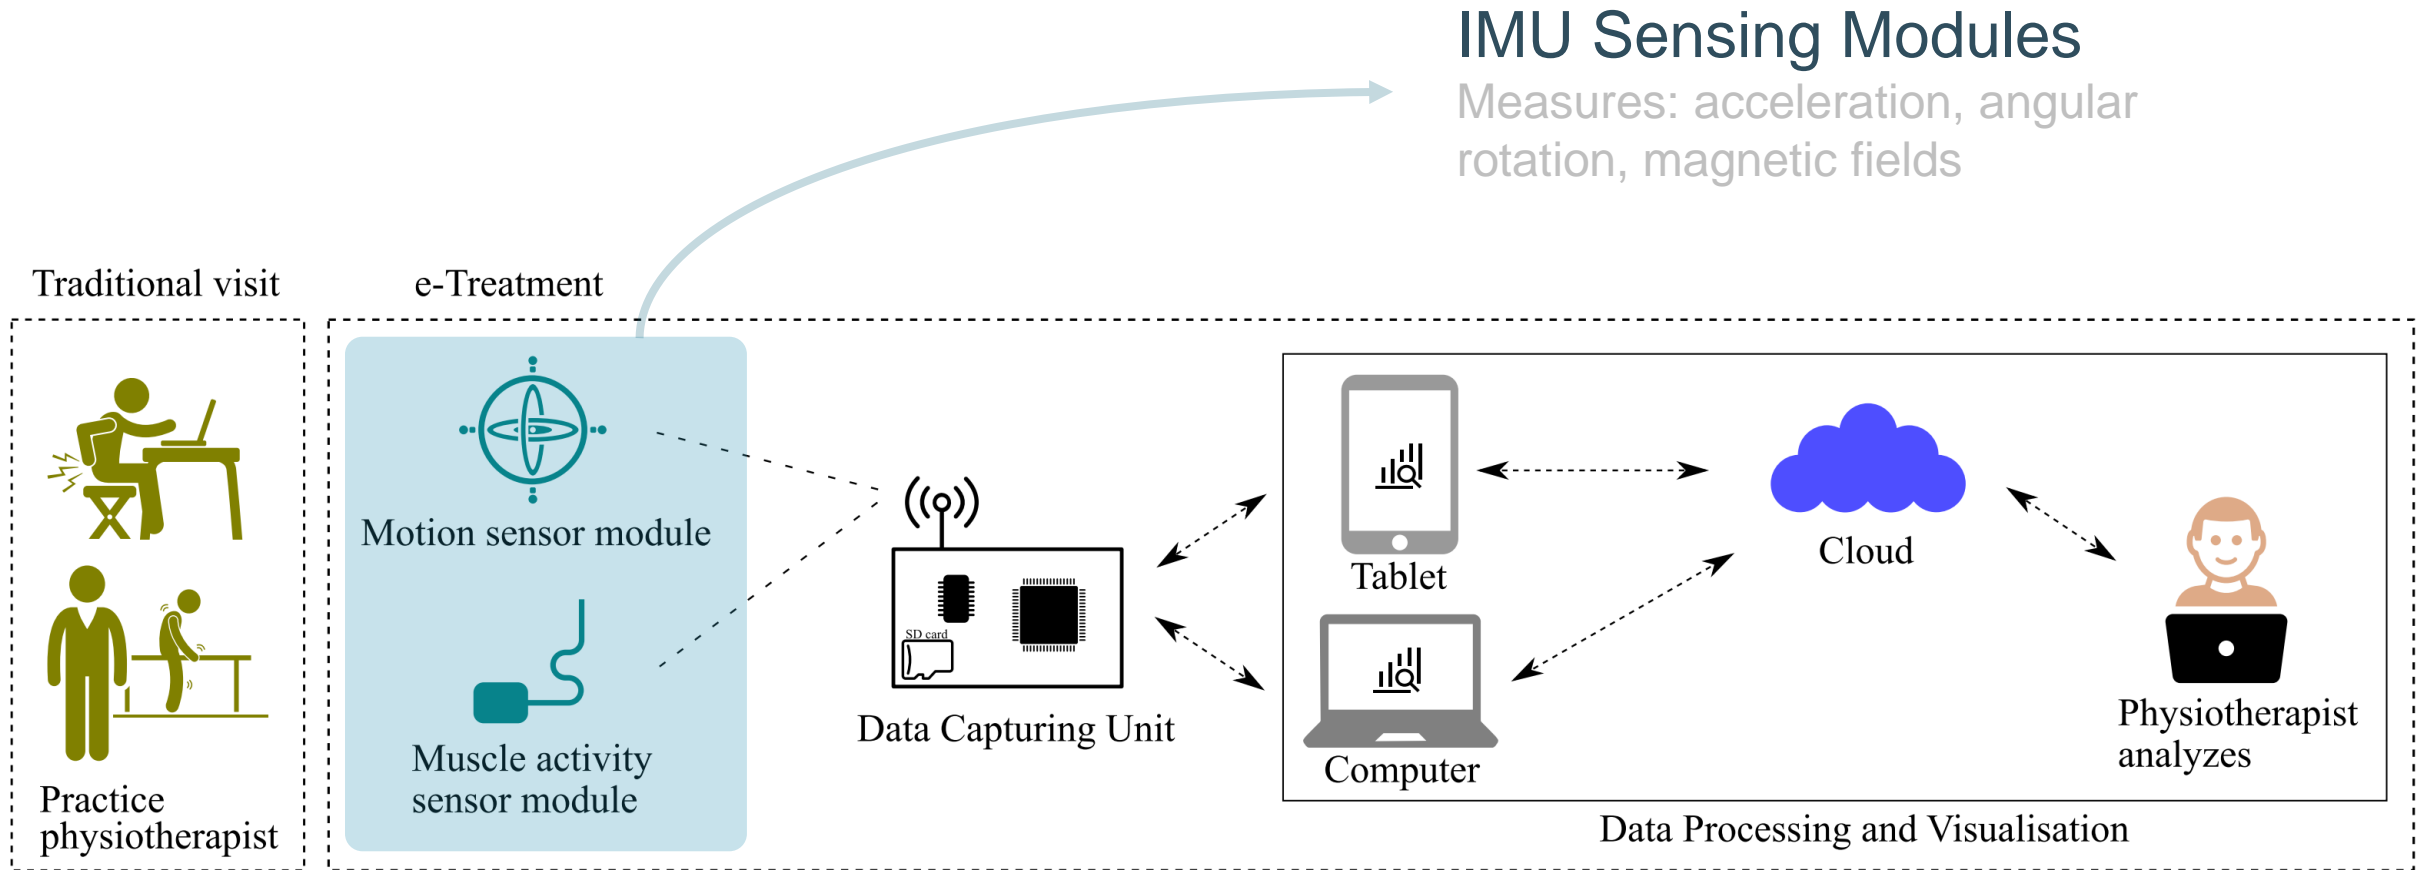 IMU Sensing Modules
Measures: acceleration, angular
rotation, magnetic fields
Traditional visit
e-Treatment
Motion sensor module
Muscle activity
sensor module
Practice
physiotherapist
SD card
Data Capturing Unit
Tablet
Computer
Cloud
Physiotherapist
analyzes
Data Processing and Visualisation